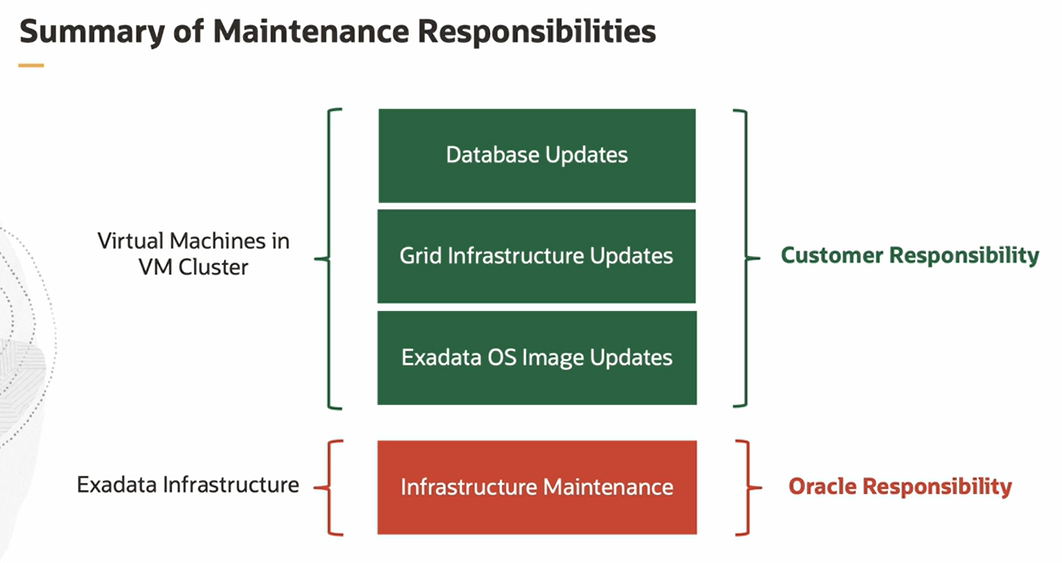 Summary of Maintenance Responsibilities
Database Updates
Virtual Machines in
VM Cluster
Grid Infrastructure Updates
Customer Responsibility
Exadata OS Image Updates
Exadata Infrastructure
Infrastructure Maintenance
Oracle Responsibility